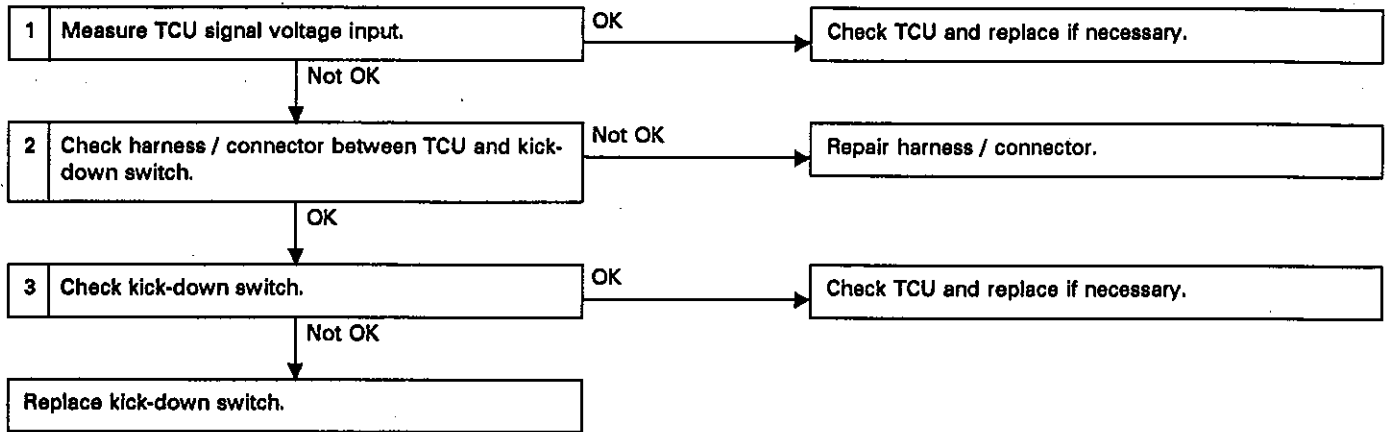 1 Measure TCU signal voltage input.
OK
Check TCU and replace if necessary.
Not OK
2 Check harness / connector between TCU and kick-
down switch.
Not OK
Repair harness / connector.
OK
3 Check kick-down switch.
OK
Check TCU and replace if necessary.
Not OK
Replace kick-down switch.